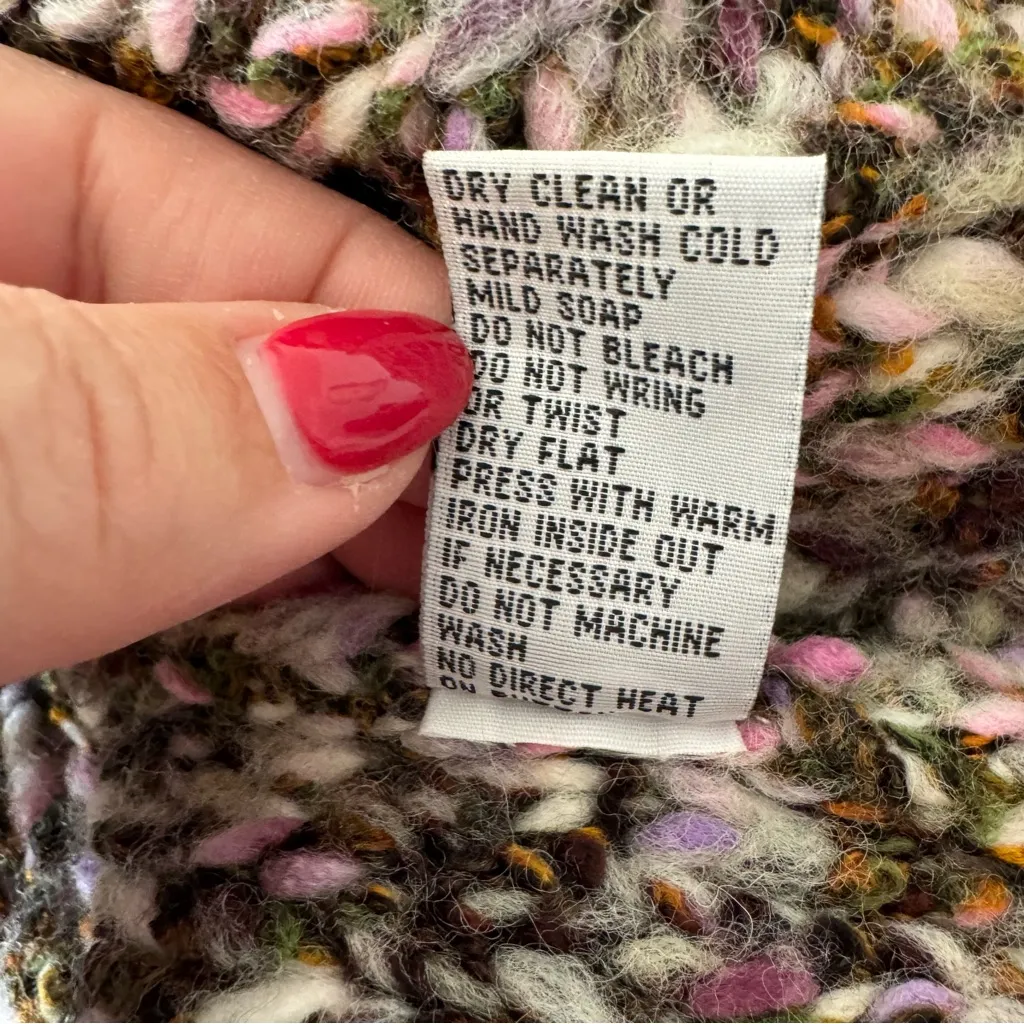 DRY CLEAN OR
HAND WASH COLD
SEPARATELY
MILD SOAP
DO NOT BLEACH
DO NOT WRING
OR TWIST
DRY FLAT
PRESS WITH WARM
IRON INSIDE OUT
IF NECESSARY
DO NOT MACHINE
WASH
NO DIRECT HEAT
ON